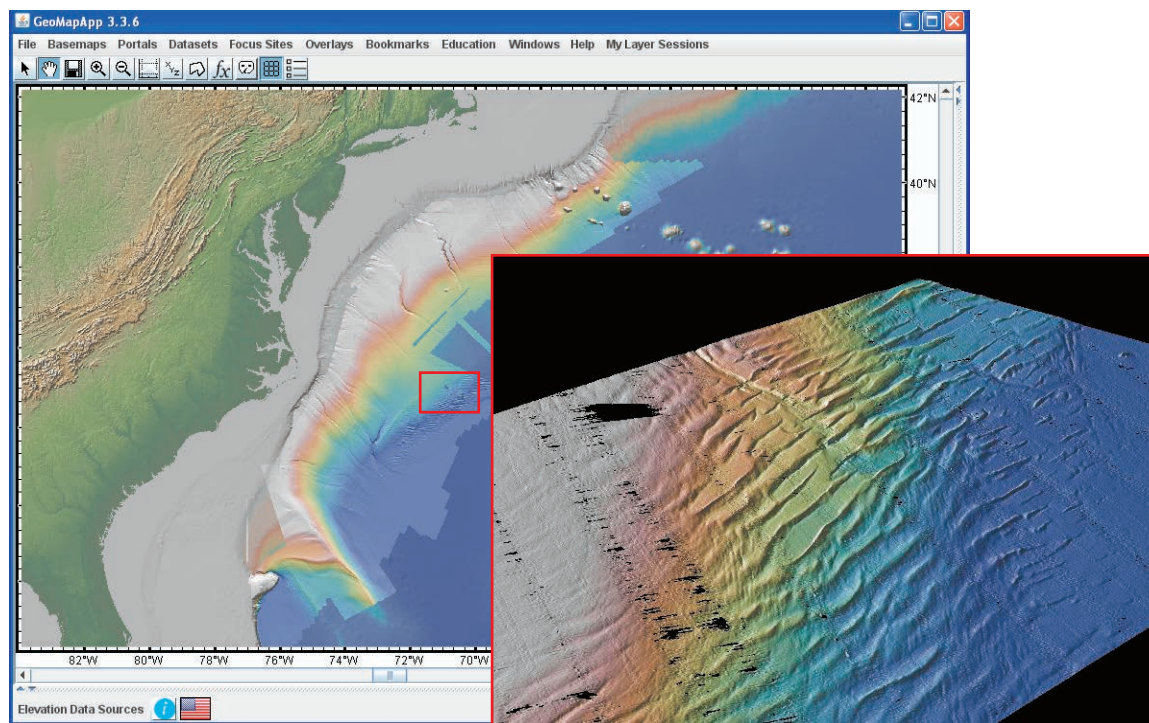 GeoMapApp 3.3.6
File Basemaps Portals Datasets Focus Sites Overlays Bookmarks Education Windows Help My Layer Sessions
X Y Z fx
42°N
40°N
82°W 80°W 78°W 76°W 74°W 72°W 70°W
Elevation Data Sources i